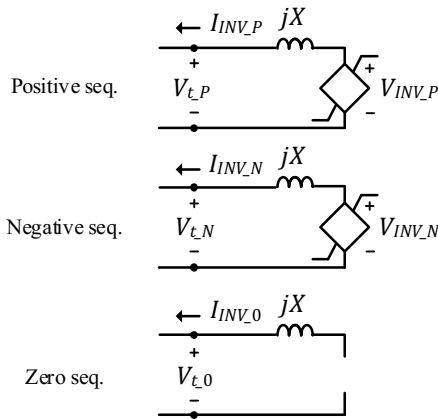 I_INV_P jX
+
Positive seq. V_t_P + V_INV_P
− −
I_INV_N jX
+
Negative seq. V_t_N + V_INV_N
− −
I_INV_0 jX
+
Zero seq. V_t_0
−